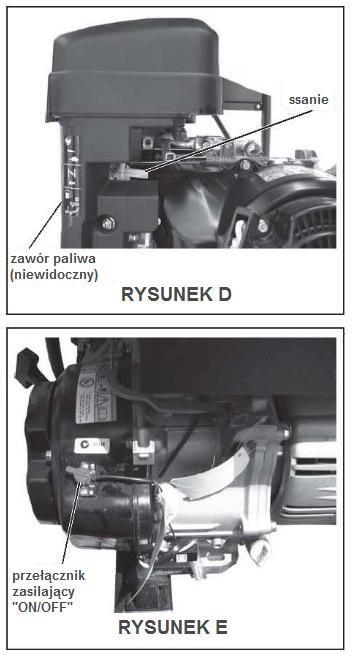 ssanie
zawór paliwa
(niewidoczny)
RYSUNEK D
przełącznik
zasilający
"ON/OFF"
RYSUNEK E